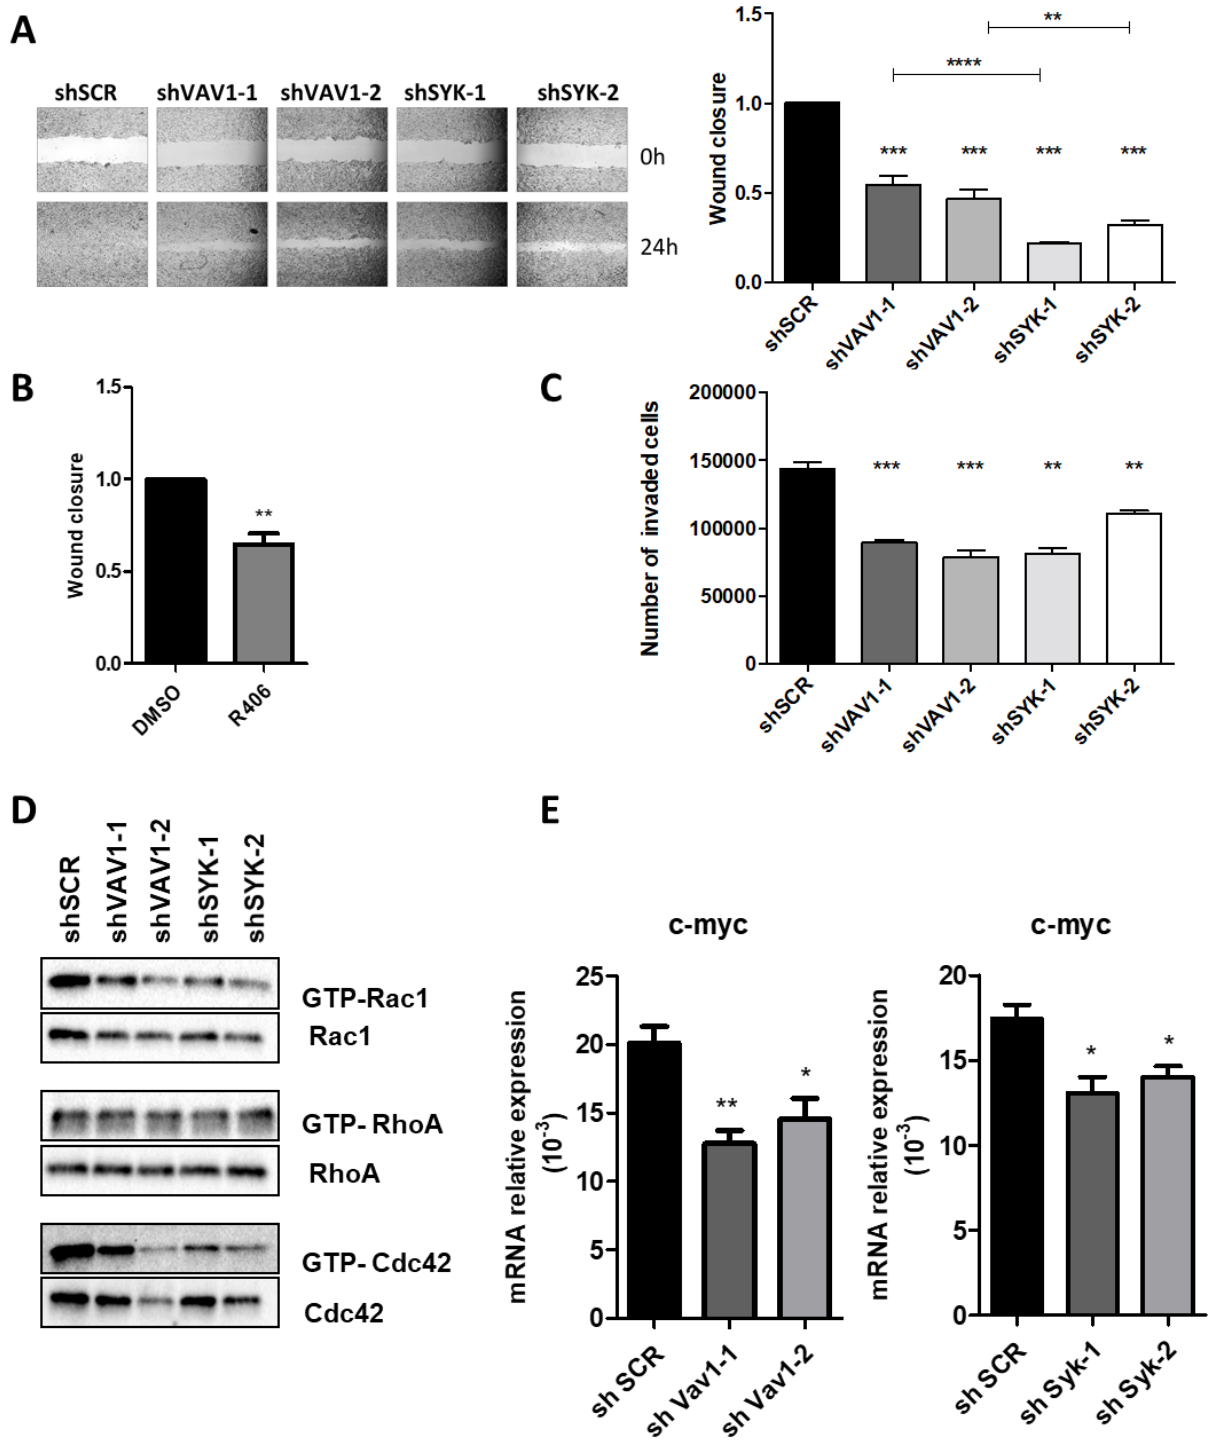 A
shSCR shVAV1-1 shVAV1-2 shSYK-1 shSYK-2
0h
24h
Wound closure
1.5
1.0
0.5
0.0
**
****
*** *** *** ***
shSCR shVAV1-1 shVAV1-2 shSYK-1 shSYK-2
B
Wound closure
1.5
1.0
0.5
0.0
**
DMSO R406
C
Number of invaded cells
200000
150000
100000
50000
0
*** *** ** **
shSCR shVAV1-1 shVAV1-2 shSYK-1 shSYK-2
D
shSCR shVAV1-1 shVAV1-2 shSYK-1 shSYK-2
GTP-Rac1
Rac1
GTP- RhoA
RhoA
GTP- Cdc42
Cdc42
E
c-myc
mRNA relative expression
(10-3)
25
20
15
10
5
0
** *
sh SCR sh Vav1-1 sh Vav1-2
c-myc
mRNA relative expression
(10-3)
20
15
10
5
0
* *
sh SCR sh Syk-1 sh Syk-2